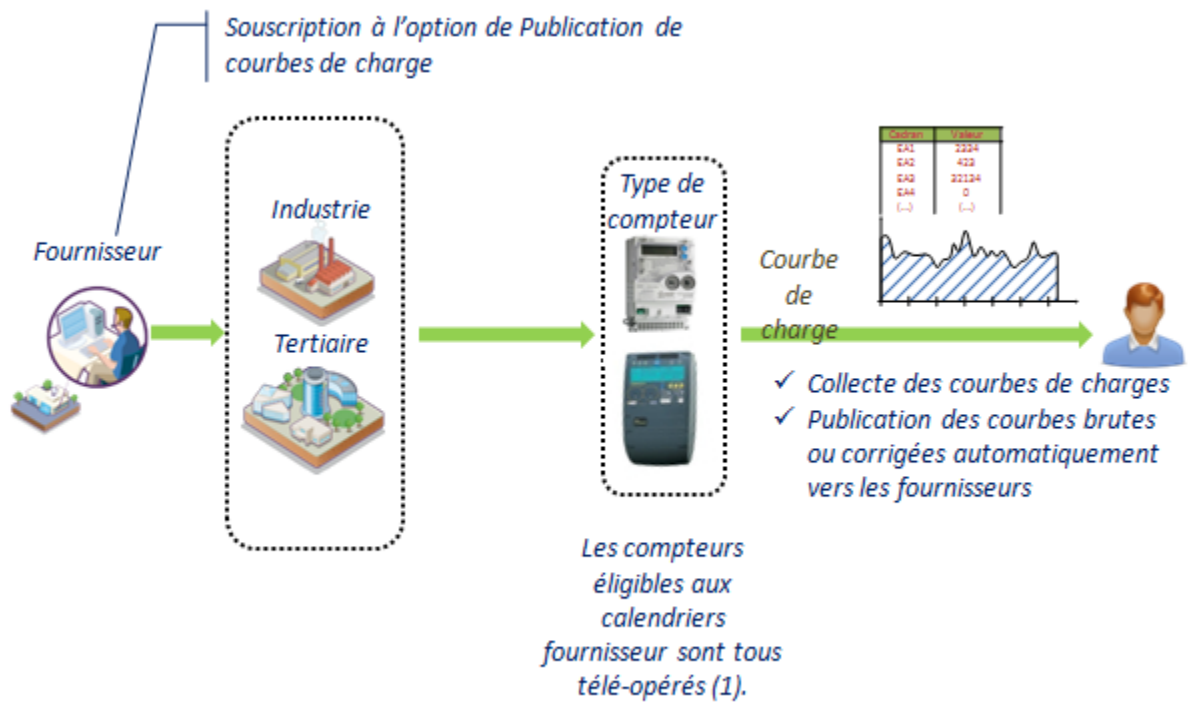 Souscription à l'option de Publication de
courbes de charge
Fournisseur
Industrie
Tertiaire
Type de
compteur
Cadran Valeur
EA1 2334
EA2 423
EA3 32134
EA4 0
(...) (...)
Courbe
de
charge
✓ Collecte des courbes de charges
✓ Publication des courbes brutes
ou corrigées automatiquement
vers les fournisseurs
Les compteurs
éligibles aux
calendriers
fournisseur sont tous
télé-opérés (1).